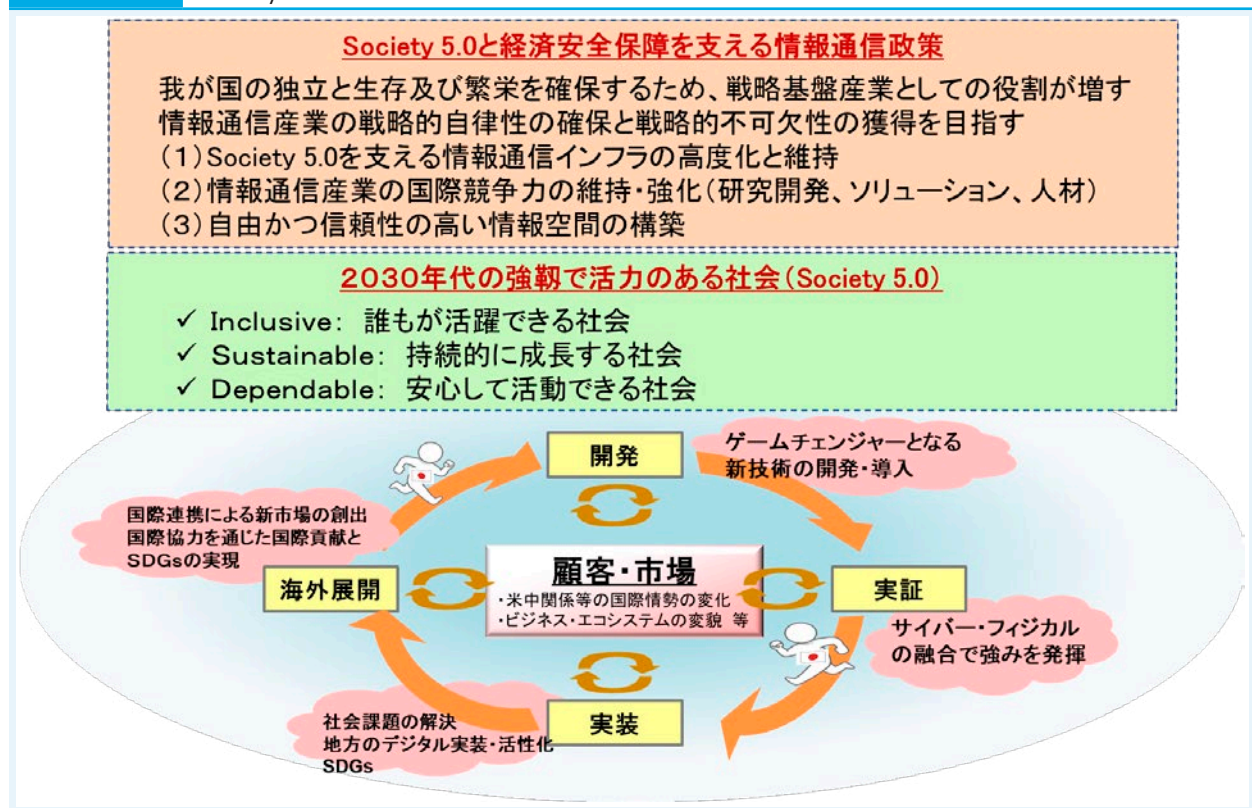 Society 5.0と経済安全保障を支える情報通信政策
我が国の独立と生存及び繁栄を確保するため、戦略基盤産業としての役割が増す
情報通信産業の戦略的自律性の確保と戦略的不可欠性の獲得を目指す
(1)Society 5.0を支える情報通信インフラの高度化と維持
(2)情報通信産業の国際競争力の維持・強化(研究開発、ソリューション、人材)
(3)自由かつ信頼性の高い情報空間の構築
2030年代の強靱で活力のある社会(Society 5.0)
✓ Inclusive: 誰もが活躍できる社会
✓ Sustainable: 持続的に成長する社会
✓ Dependable: 安心して活動できる社会
開発
ゲームチェンジャーとなる
新技術の開発・導入
国際連携による新市場の創出
国際協力を通じた国際貢献と
SDGsの実現
海外展開
顧客・市場
・米中関係等の国際情勢の変化
・ビジネス・エコシステムの変貌 等
実証
サイバー・フィジカル
の融合で強みを発揮
実装
社会課題の解決
地方のデジタル実装・活性化
SDGs